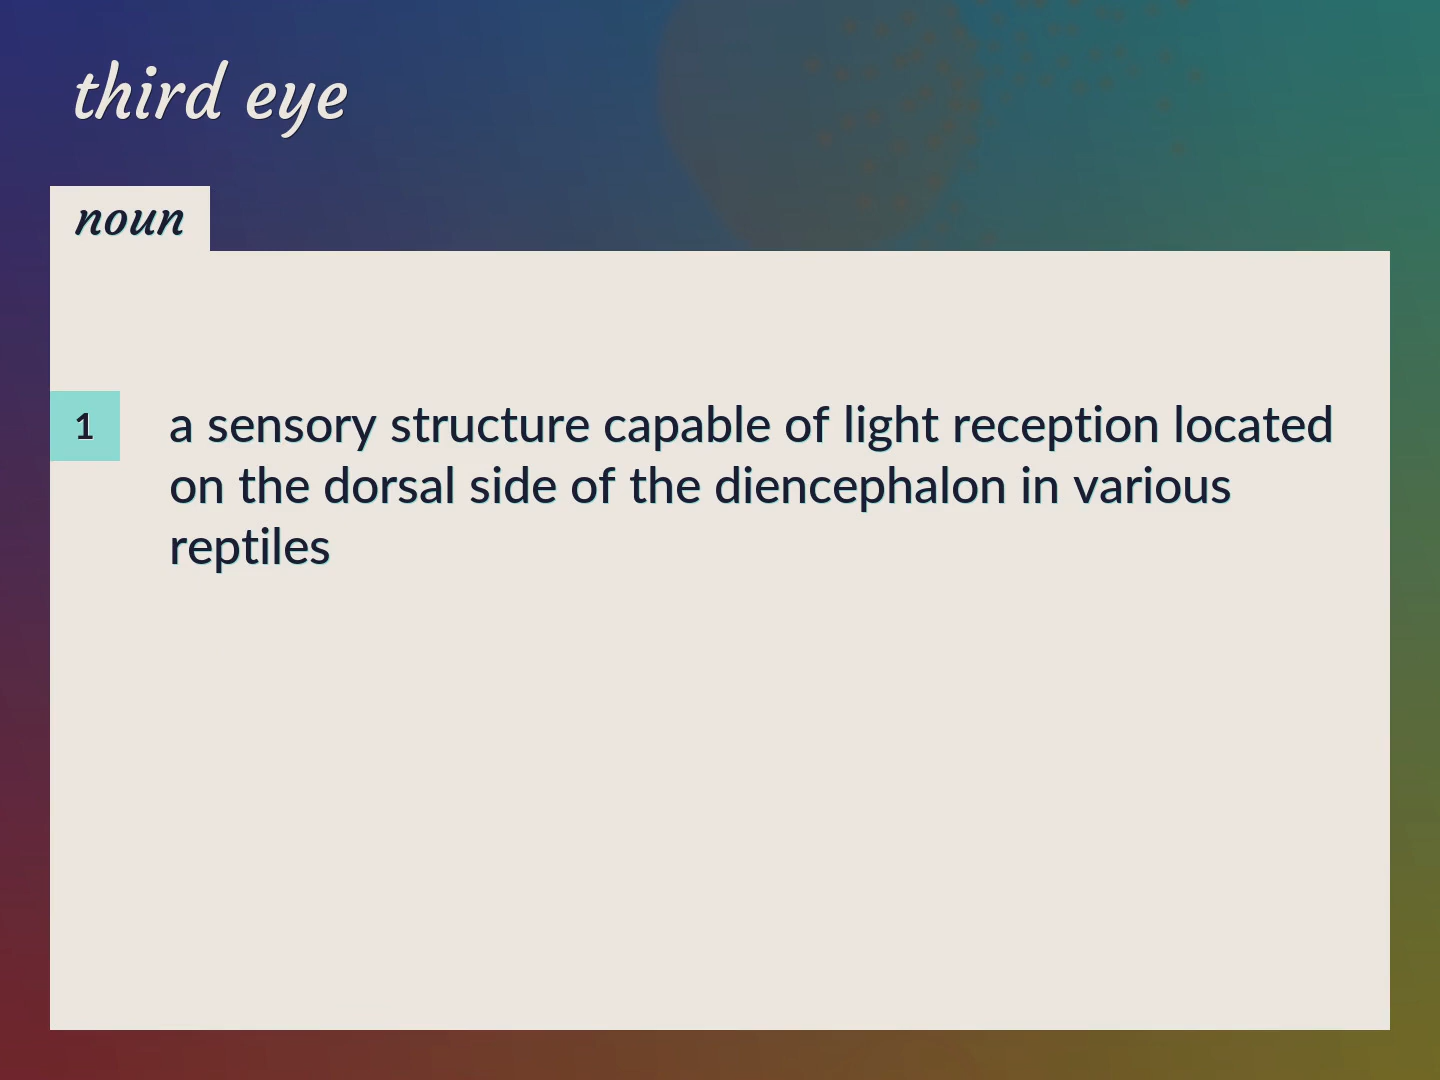 third eye
noun
1
a sensory structure capable of light reception located
on the dorsal side of the diencephalon in various
reptiles